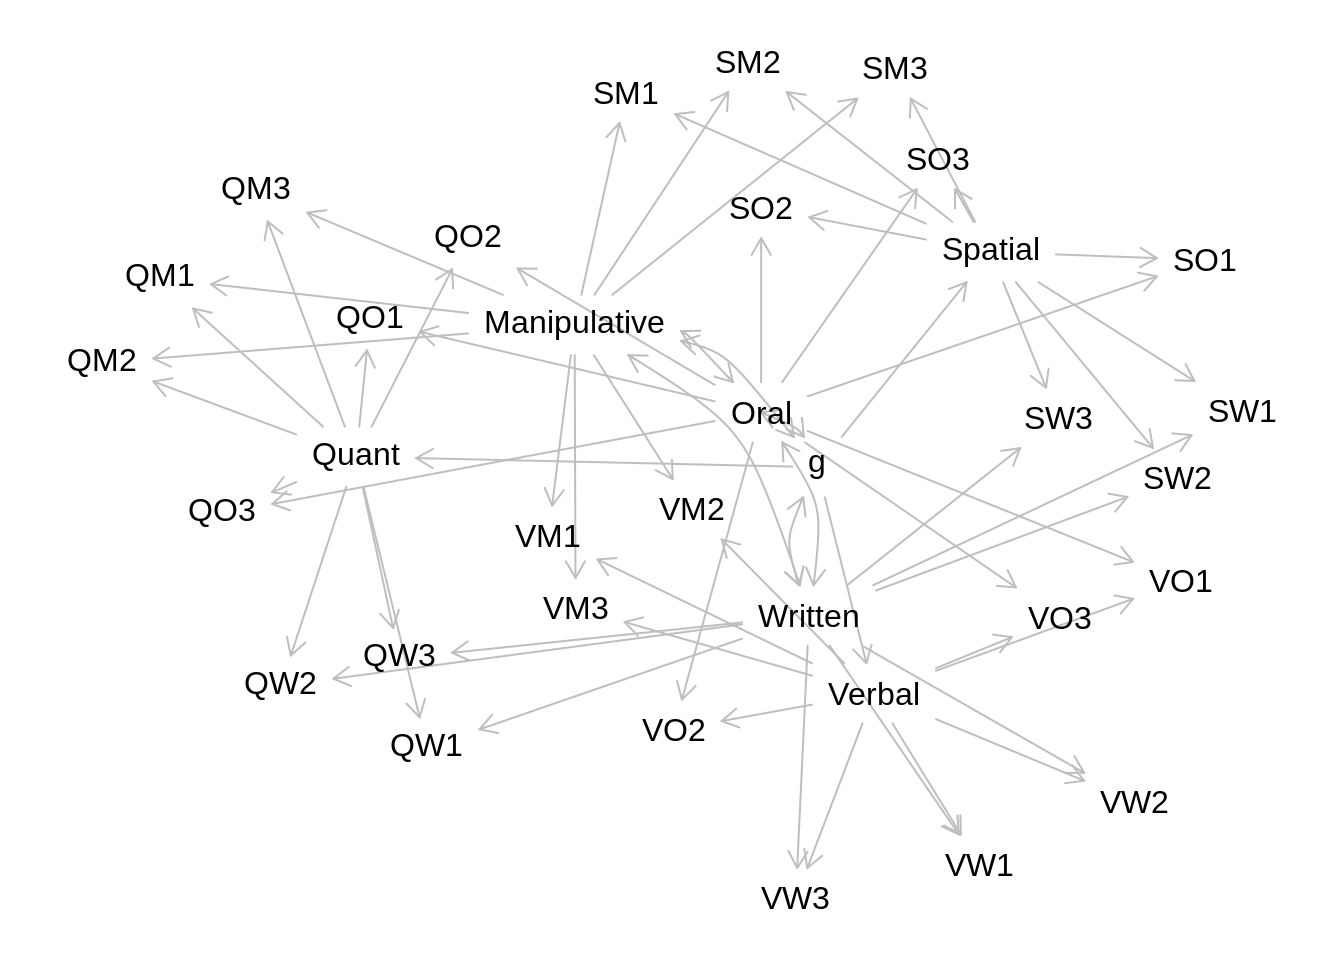 SM2
SM3
SM1
SO3
QM3
SO2
QO2
Spatial
SO1
QM1
QO1
Manipulative
QM2
SW1
Oral
SW3
Quant
g
SW2
QO3
VM2
VM1
VO1
VM3
Written
VO3
QW3
QW2
Verbal
VO2
QW1
VW2
VW1
VW3